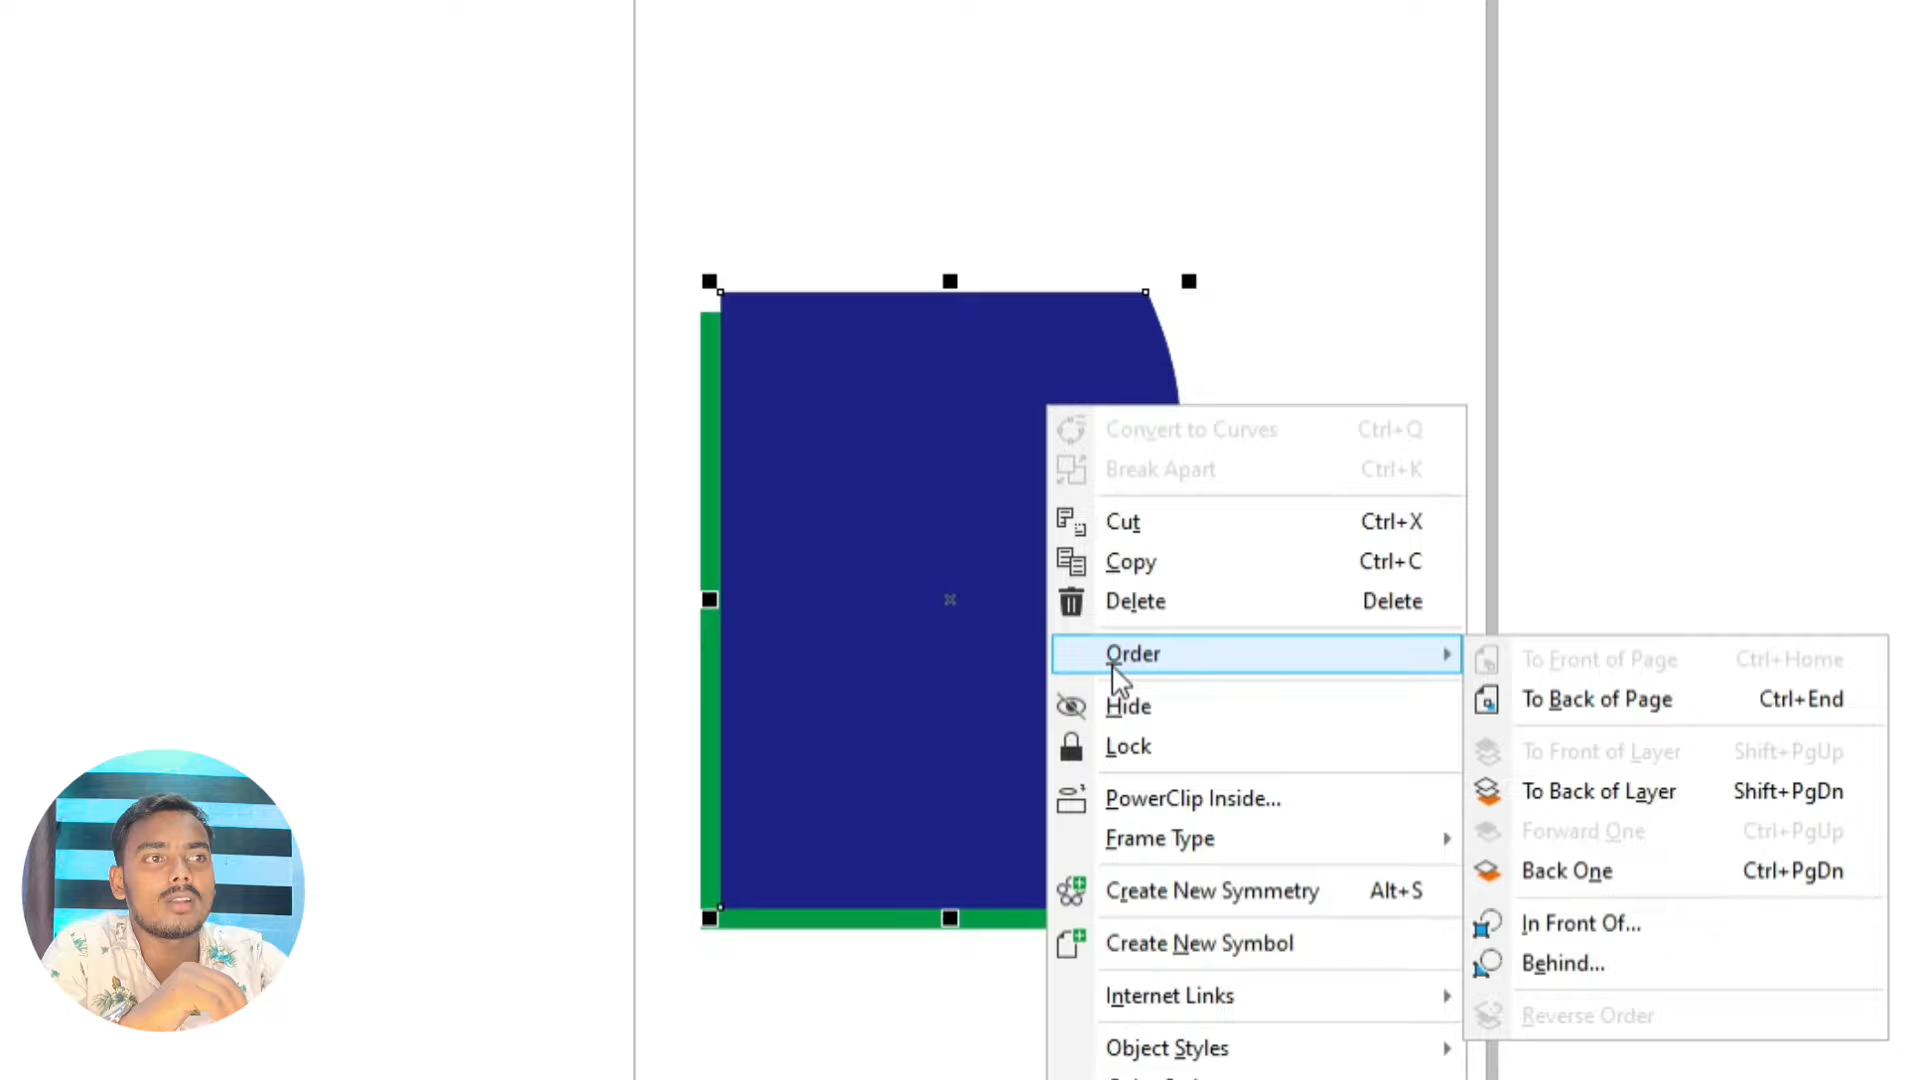 Convert to Curves Ctrl+Q
Break Apart Ctrl+K
Cut Ctrl+X
Copy Ctrl+C
Delete Delete
Order
Hide
Lock
PowerClip Inside...
Frame Type
Create New Symmetry Alt+S
Create New Symbol
Internet Links
Object Styles
To Front of Page Ctrl+Home
To Back of Page Ctrl+End
To Front of Layer Shift+PgUp
To Back of Layer Shift+PgDn
Forward One Ctrl+PgUp
Back One Ctrl+PgDn
In Front Of...
Behind...
Reverse Order